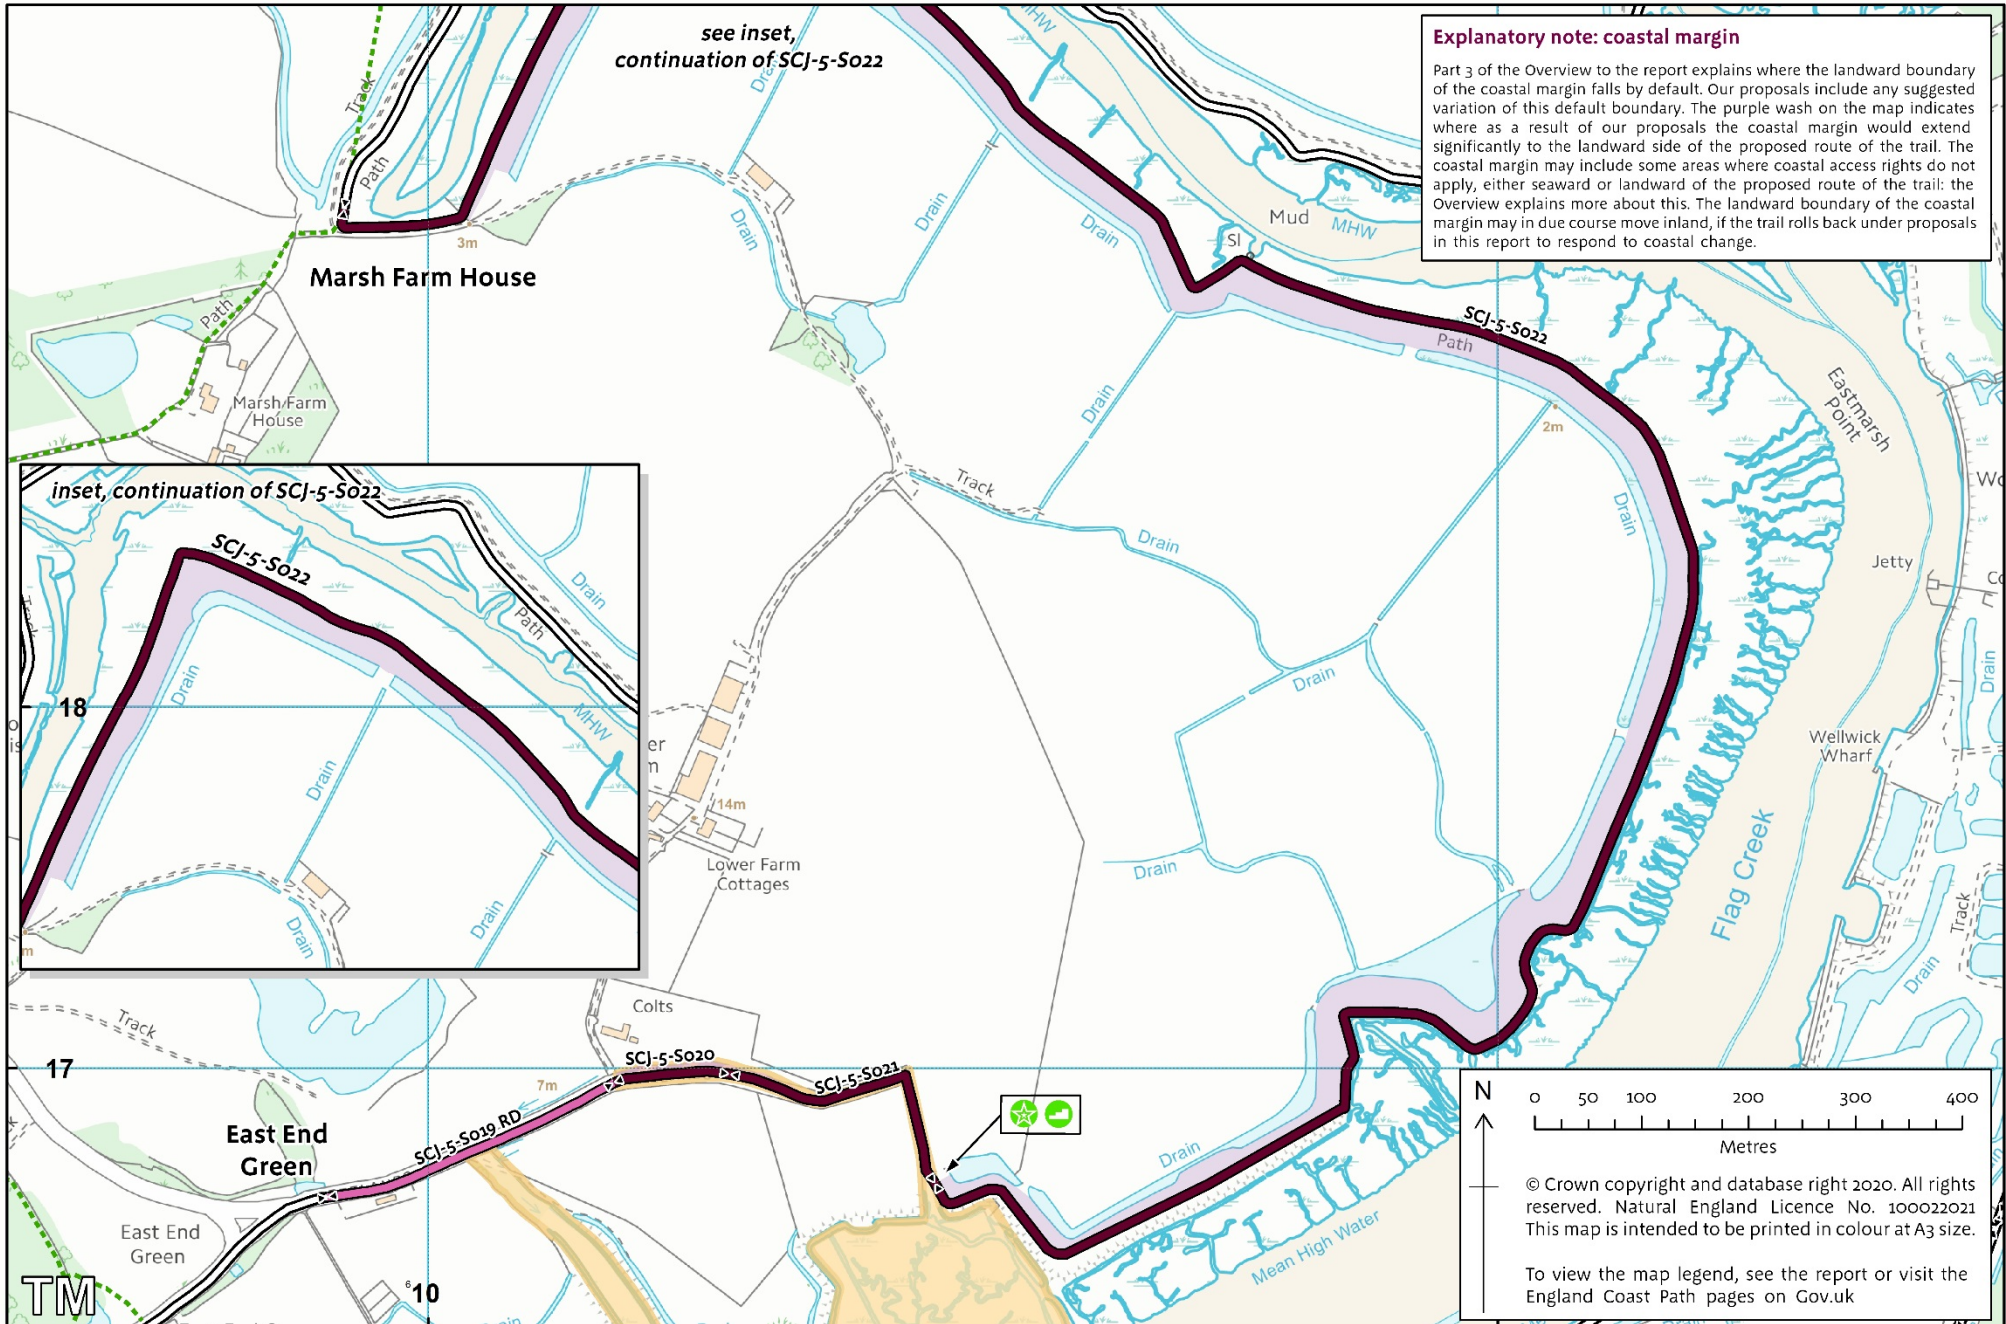 see inset,
continuation of SCJ-5-S022
Explanatory note: coastal margin
Part 3 of the Overview to the report explains where the landward boundary
of the coastal margin falls by default. Our proposals include any suggested
variation of this default boundary. The purple wash on the map indicates
where as a result of our proposals the coastal margin would extend
significantly to the landward side of the proposed route of the trail. The
coastal margin may include some areas where coastal access rights do not
apply, either seaward or landward of the proposed route of the trail: the
Overview explains more about this. The landward boundary of the coastal
margin may in due course move inland, if the trail rolls back under proposals
in this report to respond to coastal change.
MHW
Drain
Track
Path
Drain
Drain
Drain
3m
Mud
MHW
Sl
Marsh Farm House
Path
SCJ-5-S022
Path
Marsh Farm
House
Drain
Eastmarsh
Point
2m
Track
Drain
Drain
Jetty
inset, continuation of SCJ-5-S022
SCJ-5-S022
Drain
Path
Track
Drain
MHW
18
Drain
Drain
Drain
m
Drain
Drain
Wellwick
Wharf
14m
Lower Farm
Cottages
Drain
Flag Creek
Track
Drain
Colts
Track
17
SCJ-5-S020
SCJ-5-S021
7m
SCJ-5-S019 RD
East End
Green
East End
Green
Drain
Mean High Water
TM
6
10
N
0 50 100 200 300 400
Metres
© Crown copyright and database right 2020. All rights
reserved. Natural England Licence No. 100022021
This map is intended to be printed in colour at A3 size.
To view the map legend, see the report or visit the
England Coast Path pages on Gov.uk